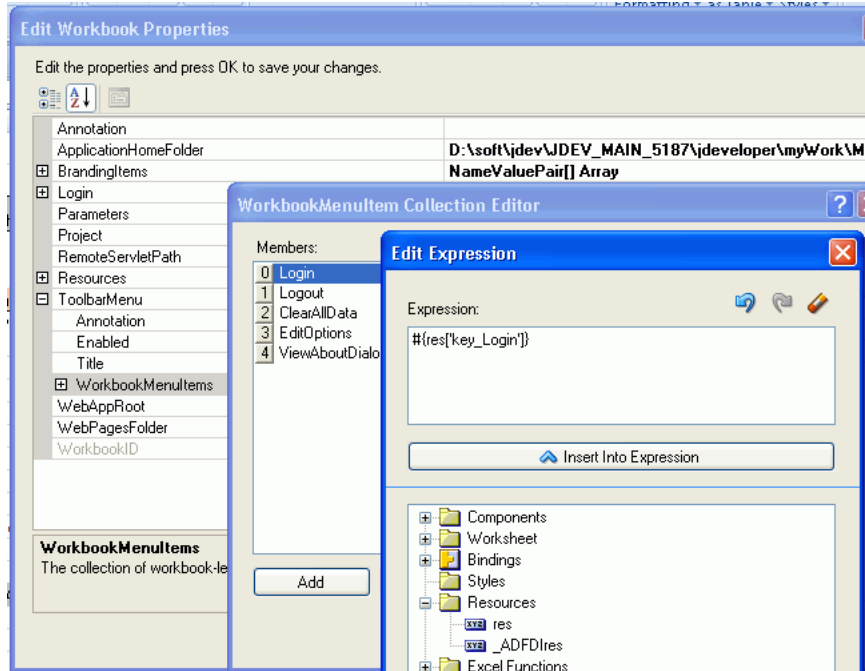 Formatting as Table Styles
Edit Workbook Properties
Edit the properties and press OK to save your changes.
Annotation
ApplicationHomeFolder D:\soft\jdev\JDEV_MAIN_5187\jdeveloper\myWork\M
BrandingItems NameValuePair[] Array
Login
Parameters
Project
RemoteServletPath
Resources
ToolbarMenu
Annotation
Enabled
Title
WorkbookMenuItems
WebAppRoot
WebPagesFolder
WorkbookID
WorkbookMenuItems
The collection of workbook-le
WorkbookMenuItem Collection Editor
Members:
0 Login
1 Logout
2 ClearAllData
3 EditOptions
4 ViewAboutDialo
Add
Edit Expression
Expression:
#{res['key_Login']}
Insert Into Expression
Components
Worksheet
Bindings
Styles
Resources
res
_ADFDIres
Excel Functions